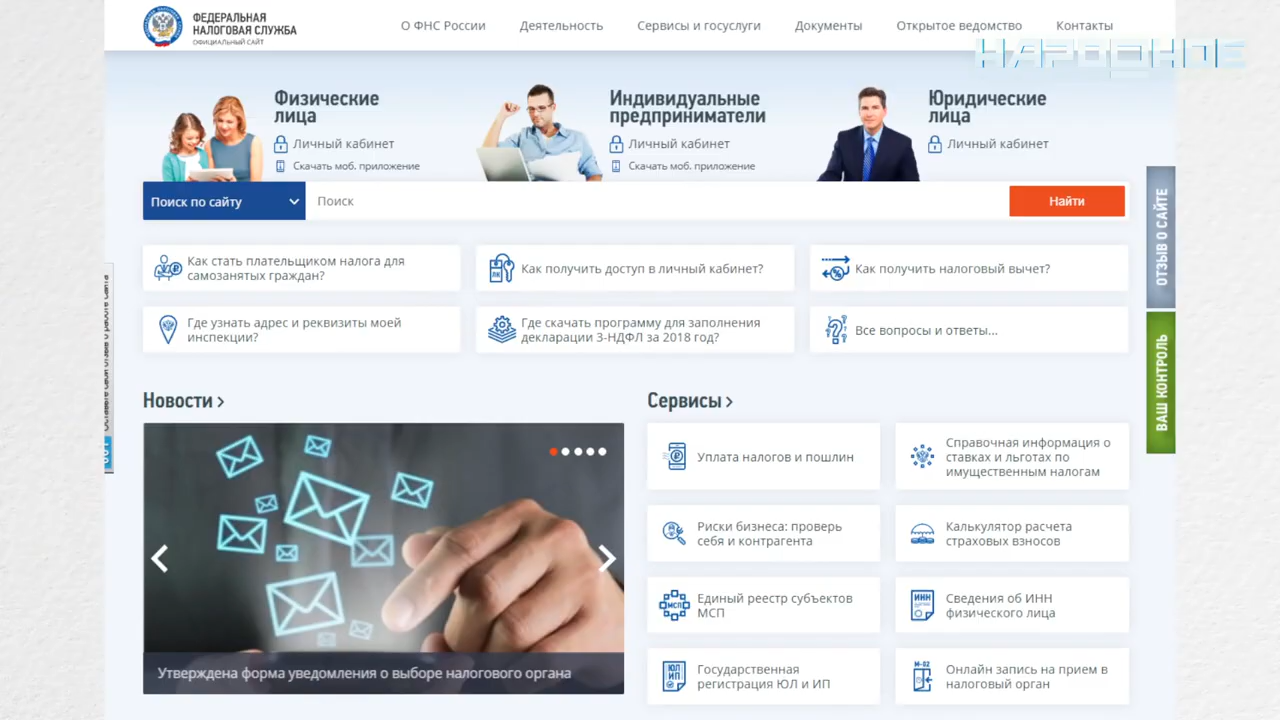 ФЕДЕРАЛЬНАЯ
НАЛОГОВАЯ СЛУЖБА
ОФИЦИАЛЬНЫЙ САЙТ
О ФНС России
Деятельность
Сервисы и госуслуги
Документы
Открытое ведомство
Контакты
НАРОДНОЕ
Физические
лица
Личный кабинет
Скачать моб. приложение
Индивидуальные
предприниматели
Личный кабинет
Скачать моб. приложение
Юридические
лица
Личный кабинет
Поиск по сайту
Поиск
Найти
ОТЗЫВ О САЙТЕ
ВАШ КОНТРОЛЬ
Как стать плательщиком налога для
самозанятых граждан?
Как получить доступ в личный кабинет?
Как получить налоговый вычет?
Где узнать адрес и реквизиты моей
инспекции?
Где скачать программу для заполнения
декларации 3-НДФЛ за 2018 год?
Все вопросы и ответы...
Новости >
Утверждена форма уведомления о выборе налогового органа
Сервисы >
Уплата налогов и пошлин
Справочная информация о
ставках и льготах по
имущественным налогам
Риски бизнеса: проверь
себя и контрагента
Калькулятор расчета
страховых взносов
МСП
Единый реестр субъектов
МСП
ИНН
Сведения об ИНН
физического лица
ЮЛ
ИП
Государственная
регистрация ЮЛ и ИП
М-02
Онлайн запись на прием в
налоговый орган